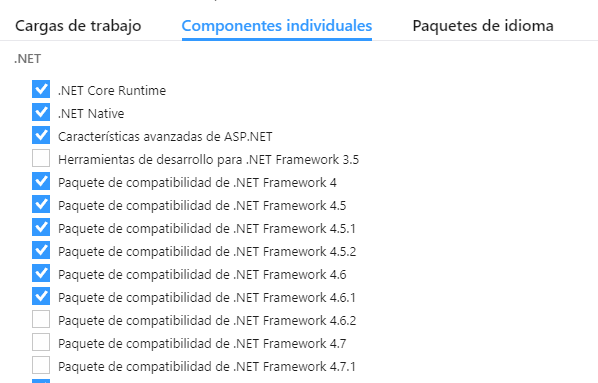 Cargas de trabajo Componentes individuales Paquetes de idioma
.NET
.NET Core Runtime
.NET Native
Características avanzadas de ASP.NET
Herramientas de desarrollo para .NET Framework 3.5
Paquete de compatibilidad de .NET Framework 4
Paquete de compatibilidad de .NET Framework 4.5
Paquete de compatibilidad de .NET Framework 4.5.1
Paquete de compatibilidad de .NET Framework 4.5.2
Paquete de compatibilidad de .NET Framework 4.6
Paquete de compatibilidad de .NET Framework 4.6.1
Paquete de compatibilidad de .NET Framework 4.6.2
Paquete de compatibilidad de .NET Framework 4.7
Paquete de compatibilidad de .NET Framework 4.7.1